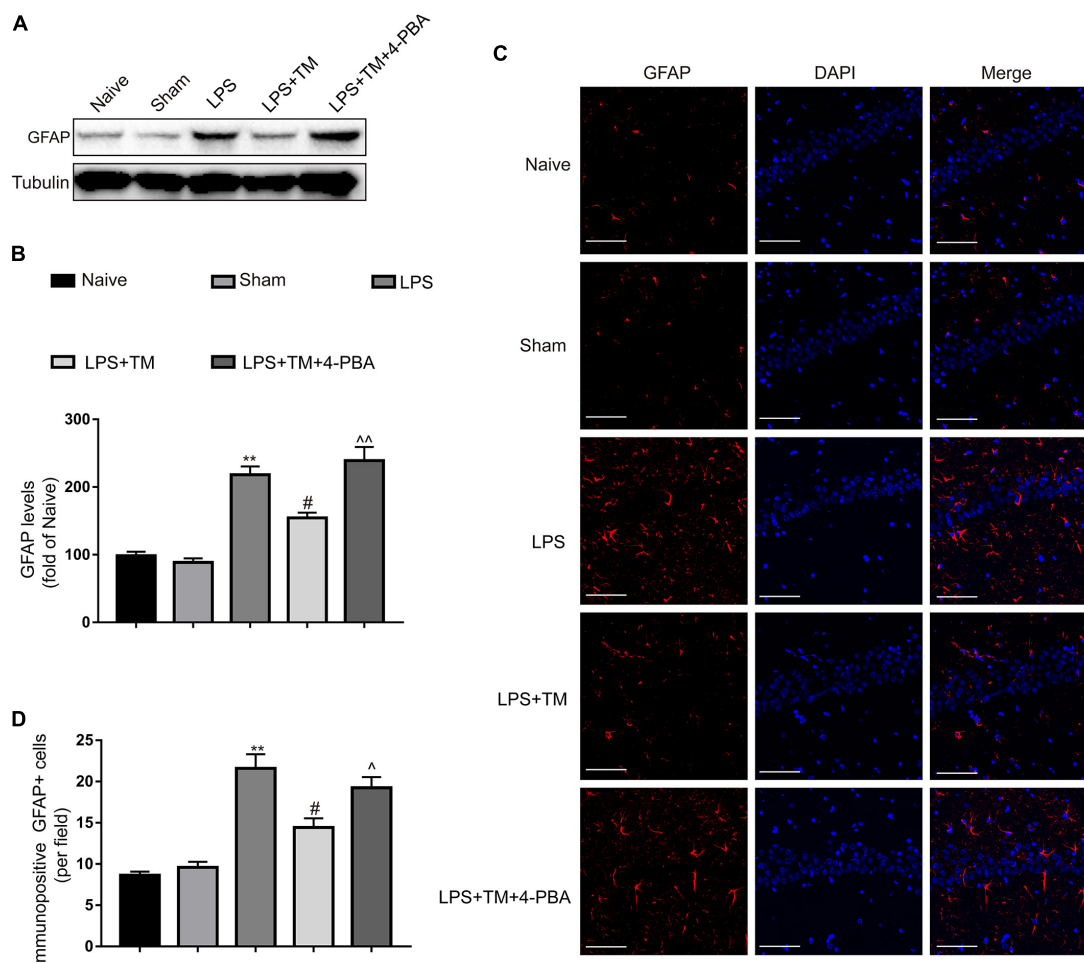 A
Naive
Sham
LPS
LPS+TM
LPS+TM+4-PBA
GFAP
Tubulin
B
Naive
Sham
LPS
LPS+TM
LPS+TM+4-PBA
GFAP levels
(fold of Naive)
300
200
100
0
**
#
^^
C
GFAP DAPI Merge
Naive
Sham
LPS
LPS+TM
LPS+TM+4-PBA
D
mmunopositive GFAP+ cells
(per field)
25
20
15
10
5
0
**
#
^